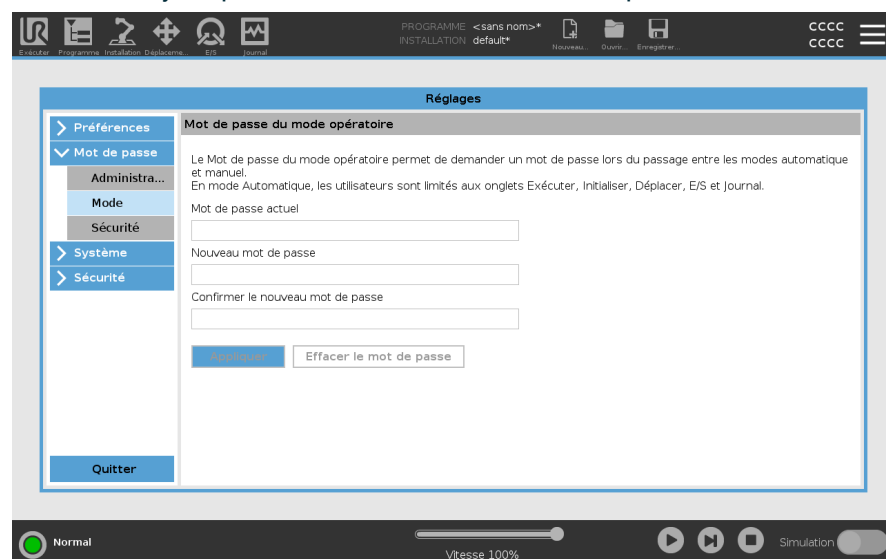 PROGRAMME <sans nom>*
INSTALLATION default*
Exécuter Programme Installation Déplaceme... E/S Journal
Nouveau... Ouvrir... Enregistrer...
CCCC
CCCC
Réglages
Préférences
Mot de passe
Administra...
Mode
Sécurité
Système
Sécurité
Quitter
Mot de passe du mode opératoire
Le Mot de passe du mode opératoire permet de demander un mot de passe lors du passage entre les modes automatique
et manuel.
En mode Automatique, les utilisateurs sont limités aux onglets Exécuter, Initialiser, Déplacer, E/S et Journal.
Mot de passe actuel
Nouveau mot de passe
Confirmer le nouveau mot de passe
Appliquer Effacer le mot de passe
Normal
Vitesse 100%
Simulation